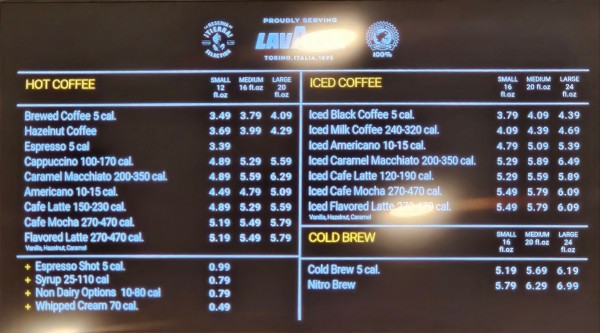 PROUDLY SERVING
TORINO, ITALIA, 1895
100%
HOT COFFEE
SMALL 12 fl.oz MEDIUM 16 fl.oz LARGE 20 fl.oz
Brewed Coffee 5 cal. 3.49 3.79 4.09
Hazelnut Coffee 3.69 3.99 4.29
Espresso 5 cal 3.39
Cappuccino 100-170 cal. 4.89 5.29 5.59
Caramel Macchiato 200-350 cal. 4.89 5.59 6.29
Americano 10-15 cal. 4.49 4.79 5.09
Cafe Latte 150-230 cal. 4.89 5.29 5.59
Cafe Mocha 270-470 cal. 5.19 5.49 5.79
Flavored Latte 270-470 cal. 5.19 5.49 5.79
Vanilla, Hazelnut, Caramel
+ Espresso Shot 5 cal. 0.99
+ Syrup 25-110 cal 0.79
+ Non Dairy Options 10-80 cal 0.79
+ Whipped Cream 70 cal. 0.49
ICED COFFEE
SMALL 16 fl.oz MEDIUM 20 fl.oz LARGE 24 fl.oz
Iced Black Coffee 5 cal. 3.79 4.09 4.39
Iced Milk Coffee 240-320 cal. 4.09 4.39 4.69
Iced Americano 10-15 cal. 4.79 5.09 5.39
Iced Caramel Macchiato 200-350 cal. 5.29 5.89 6.49
Iced Cafe Latte 120-190 cal. 5.29 5.59 5.89
Iced Cafe Mocha 270-470 cal. 5.49 5.79 6.09
Iced Flavored Latte 270-470 cal. 5.49 5.79 6.09
Vanilla, Hazelnut, Caramel
COLD BREW
SMALL 16 fl.oz MEDIUM 20 fl.oz LARGE 24 fl.oz
Cold Brew 5 cal. 5.19 5.69 6.19
Nitro Brew 5.79 6.29 6.99